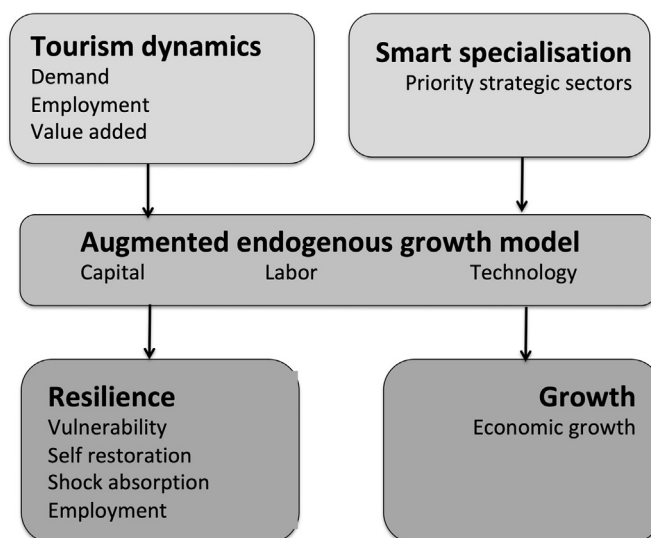 Tourism dynamics
Demand
Employment
Value added
Smart specialisation
Priority strategic sectors
Augmented endogenous growth model
Capital Labor Technology
Resilience
Vulnerability
Self restoration
Shock absorption
Employment
Growth
Economic growth